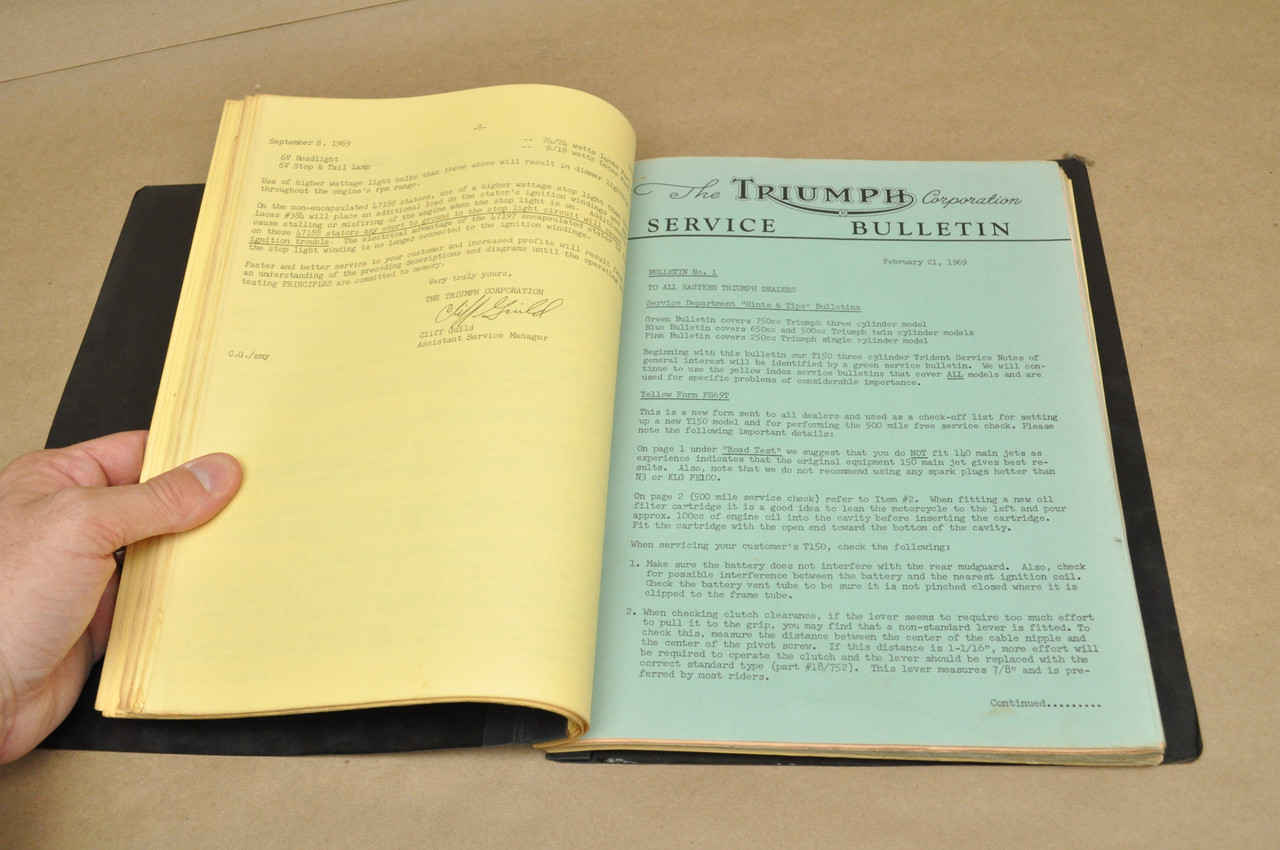 -8-
September 8, 1969
6V Headlight -- 24/24 watts Lucas
6V Stop & Tail Lamp -- 6/18 watts Lucas
Use of higher wattage light bulbs than those above will result in dimmer lighting
throughout the engine's rpm range.
On the non-encapsulated 47188 stators, use of a higher wattage stop light than
Lucas #384 will place an additional load on the stator's ignition windings and
cause stalling or misfiring of the engine when the stop light is on.
on these 47188 stators any short to ground in the stop light circuit will
ignition trouble. The electrical advantage of the 47197 encapsulated stator
the stop light winding is no longer connected to the ignition windings.
Faster and better service to your customer and increased profits will result from
an understanding of the preceding descriptions and diagrams until the operating and
testing PRINCIPLES are committed to memory.
Very truly yours,
THE TRIUMPH CORPORATION
Cliff Guild
Cliff Guild
Assistant Service Manager
C.G./smy
The TRIUMPH Corporation
SERVICE BULLETIN
February 21, 1969
BULLETIN No. 1
TO ALL EASTERN TRIUMPH DEALERS
Service Department "Hints & Tips" Bulletins
Green Bulletin covers 750cc Triumph three cylinder model
Blue Bulletin covers 650cc and 500cc Triumph twin cylinder models
Pink Bulletin covers 250cc Triumph single cylinder model
Beginning with this bulletin our T150 three cylinder Trident Service Notes of
general interest will be identified by a green service bulletin. We will con-
tinue to use the yellow index service bulletins that cover ALL models and are
used for specific problems of considerable importance.
Yellow Form FS69T
This is a new form sent to all dealers and used as a check-off list for setting
up a new T150 model and for performing the 500 mile free service check. Please
note the following important details:
On page 1 under "Road Test" we suggest that you do NOT fit 140 main jets as
experience indicates that the original equipment 150 main jet gives best re-
sults. Also, note that we do not recommend using any spark plugs hotter than
N3 or KLG FE100.
On page 2 (500 mile service check) refer to Item #2. When fitting a new oil
filter cartridge it is a good idea to lean the motorcycle to the left and pour
approx. 100cc of engine oil into the cavity before inserting the cartridge.
Fit the cartridge with the open end toward the bottom of the cavity.
When servicing your customer's T150, check the following:
1. Make sure the battery does not interfere with the rear mudguard. Also, check
for possible interference between the battery and the nearest ignition coil.
Check the battery vent tube to be sure it is not pinched closed where it is
clipped to the frame tube.
2. When checking clutch clearance, if the lever seems to require too much effort
to pull it to the grip, you may find that a non-standard lever is fitted. To
check this, measure the distance between the center of the cable nipple and
the center of the pivot screw. If this distance is 1-1/16", more effort will
be required to operate the clutch and the lever should be replaced with the
correct standard type (part #18/752). This lever measures 7/8" and is pre-
ferred by most riders.
Continued.........